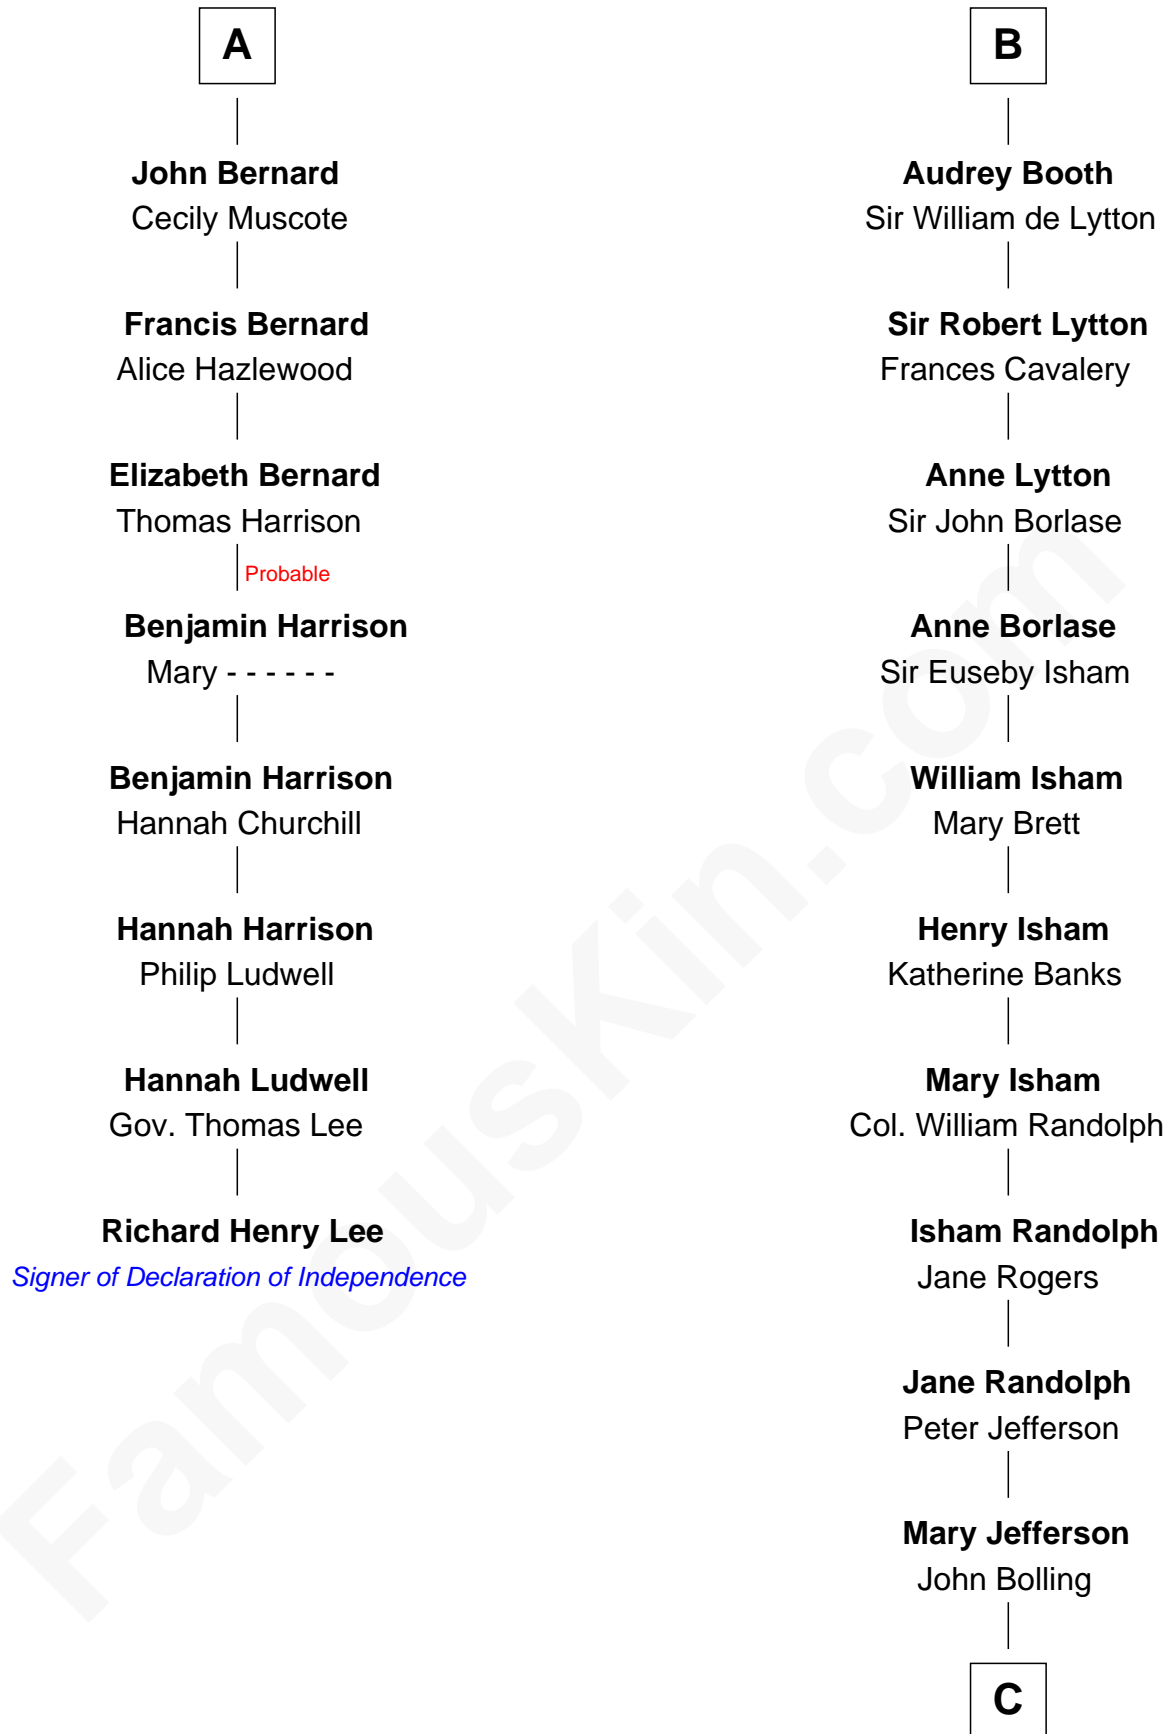 A
John Bernard
Cecily Muscote
Francis Bernard
Alice Hazlewood
Elizabeth Bernard
Thomas Harrison
Probable
Benjamin Harrison
Mary - - - - - -
Benjamin Harrison
Hannah Churchill
Hannah Harrison
Philip Ludwell
Hannah Ludwell
Gov. Thomas Lee
Richard Henry Lee
Signer of Declaration of Independence
B
Audrey Booth
Sir William de Lytton
Sir Robert Lytton
Frances Cavalery
Anne Lytton
Sir John Borlase
Anne Borlase
Sir Euseby Isham
William Isham
Mary Brett
Henry Isham
Katherine Banks
Mary Isham
Col. William Randolph
Isham Randolph
Jane Rogers
Jane Randolph
Peter Jefferson
Mary Jefferson
John Bolling
C
FamousKin.com